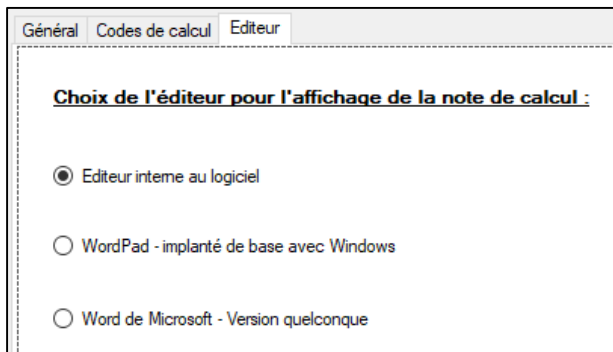 Général Codes de calcul Editeur
Choix de l'éditeur pour l'affichage de la note de calcul :
Editeur interne au logiciel
WordPad - implanté de base avec Windows
Word de Microsoft - Version quelconque